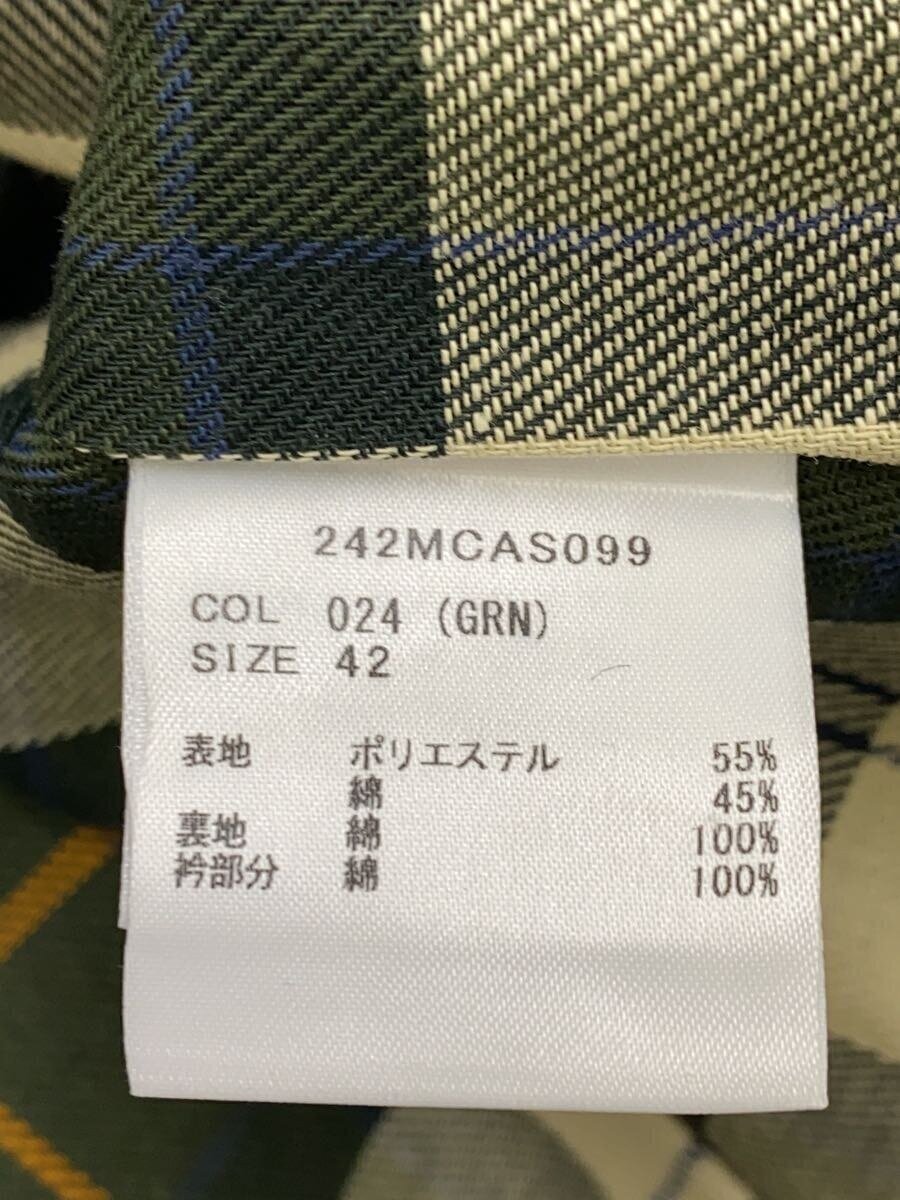 242MCAS099
COL 024 (GRN)
SIZE 42
表地 ポリエステル 55%
綿 45%
裏地 綿 100%
衿部分 綿 100%